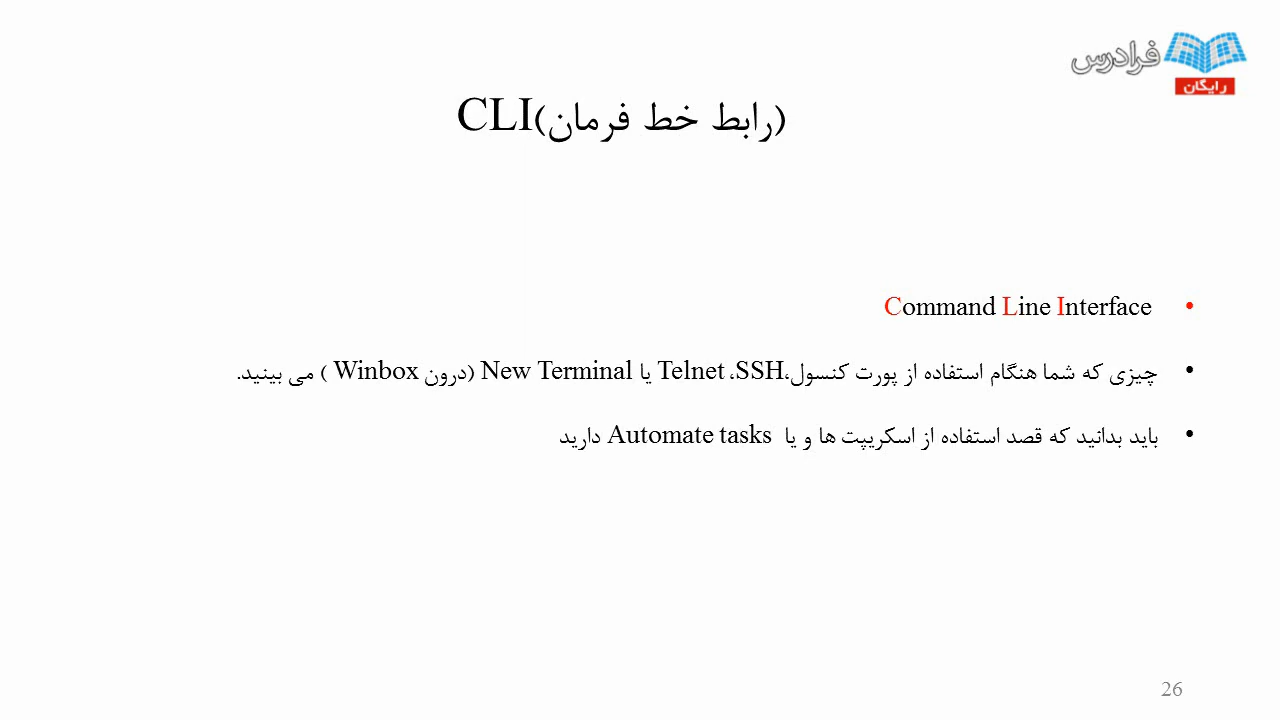 فرادرس
رایگان
CLI(رابط خط فرمان)
Command Line Interface
چیزی که شما هنگام استفاده از پورت کنسول،SSH، Telnet یا New Terminal (درون Winbox ) می بینید.
باید بدانید که قصد استفاده از اسکریپت ها و یا Automate tasks دارید
26